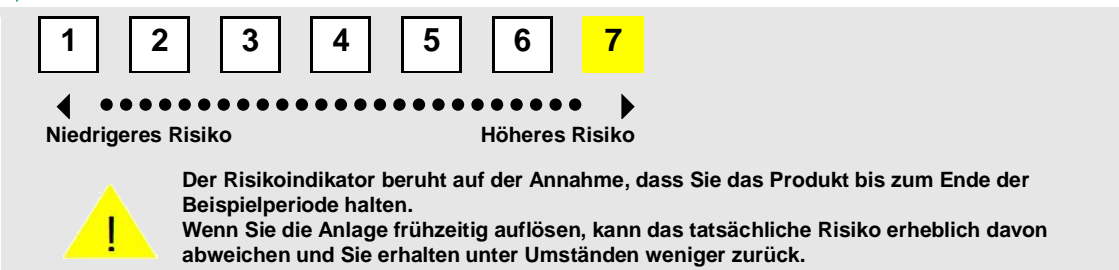 1 2 3 4 5 6 7
Niedrigeres Risiko Höheres Risiko
Der Risikoindikator beruht auf der Annahme, dass Sie das Produkt bis zum Ende der
Beispielperiode halten.
Wenn Sie die Anlage frühzeitig auflösen, kann das tatsächliche Risiko erheblich davon
abweichen und Sie erhalten unter Umständen weniger zurück.
!